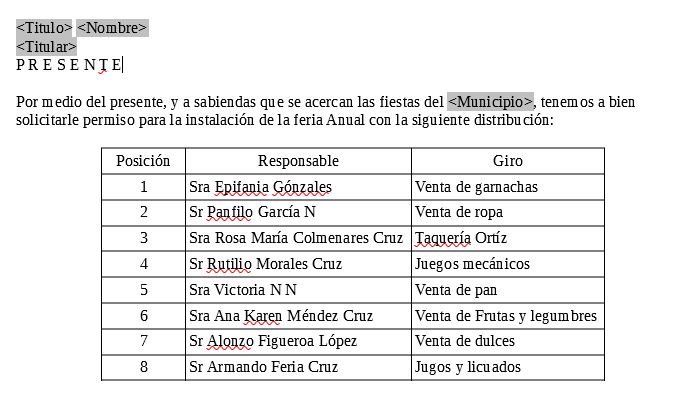 <Titulo> <Nombre>
<Titular>
P R E S E N T E
Por medio del presente, y a sabiendas que se acercan las fiestas del <Municipio>, tenemos a bien
solicitarle permiso para la instalación de la feria Anual con la siguiente distribución:
Posición Responsable Giro
1 Sra Epifania Gónzales Venta de garnachas
2 Sr Panfilo García N Venta de ropa
3 Sra Rosa María Colmenares Cruz Taquería Ortíz
4 Sr Rutilio Morales Cruz Juegos mecánicos
5 Sra Victoria N N Venta de pan
6 Sra Ana Karen Méndez Cruz Venta de Frutas y legumbres
7 Sr Alonzo Figueroa López Venta de dulces
8 Sr Armando Feria Cruz Jugos y licuados